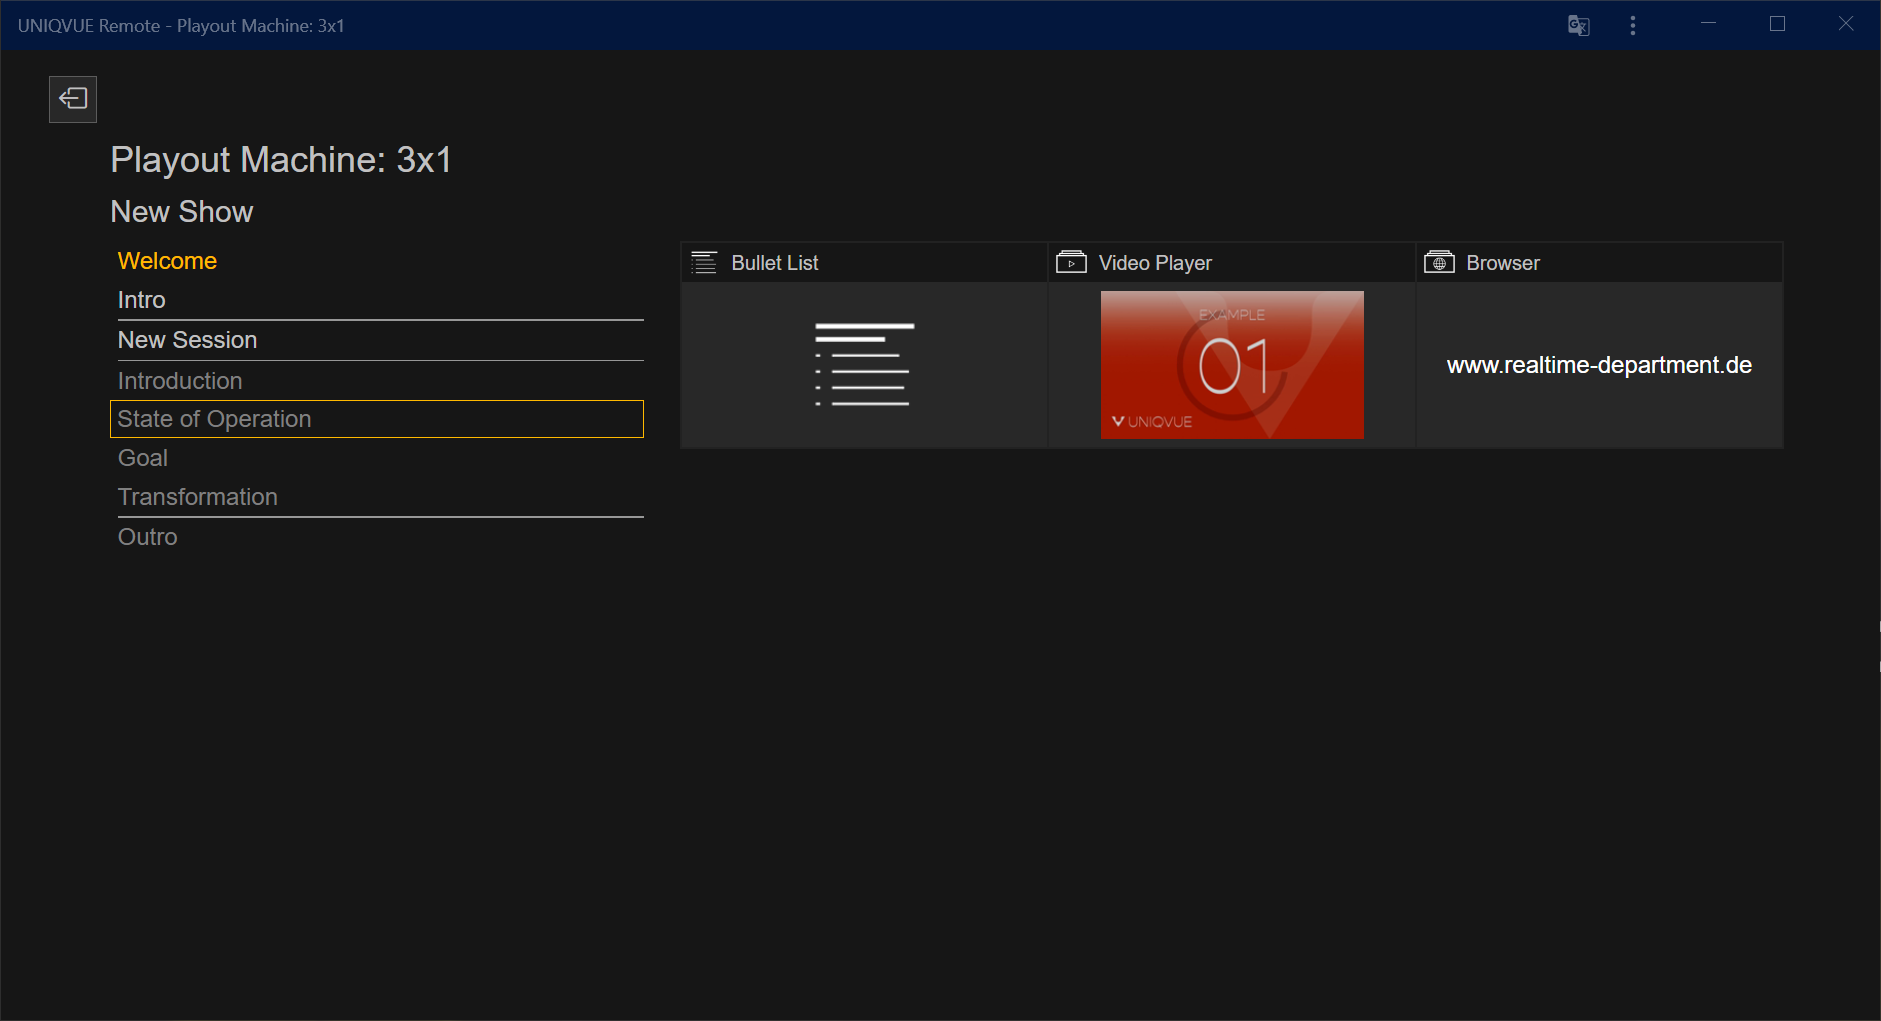 UNIQVUE Remote - Playout Machine: 3x1
Playout Machine: 3x1
New Show
Welcome
Intro
New Session
Introduction
State of Operation
Goal
Transformation
Outro
Bullet List
Video Player
Browser
EXAMPLE
01
UNIQVUE
www.realtime-department.de